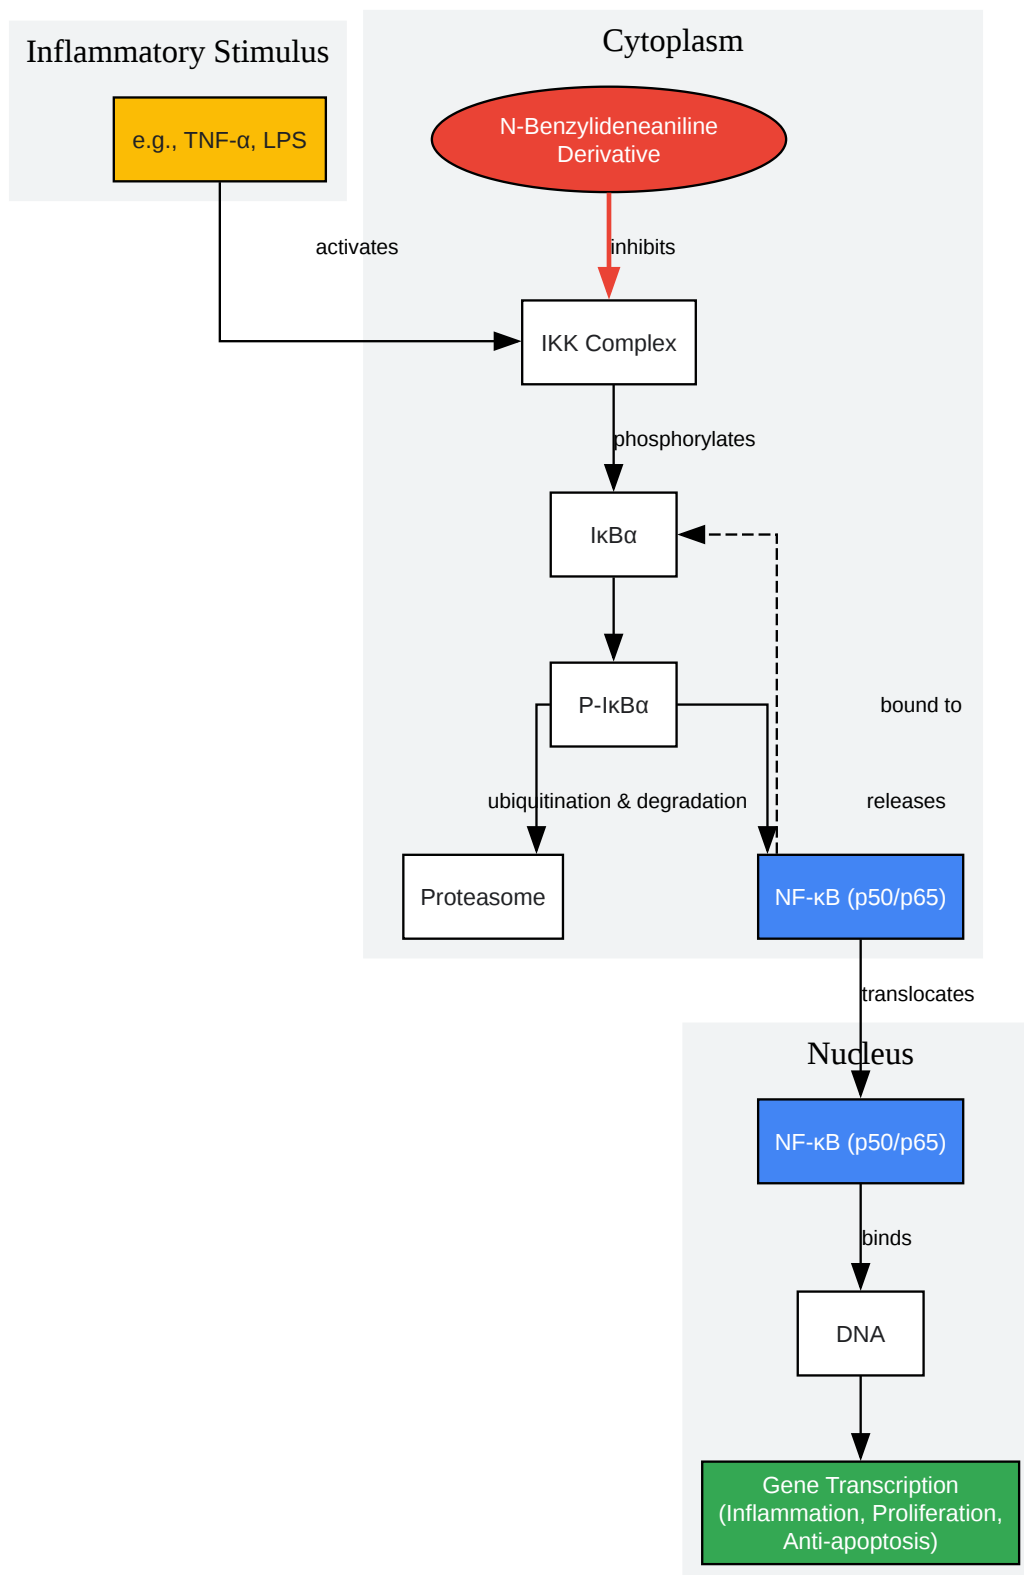 Inflammatory Stimulus
e.g., TNF-α, LPS
activates
Cytoplasm
N-Benzylideneaniline
Derivative
inhibits
IKK Complex
phosphorylates
IκBα
P-IκBα
bound to
ubiquitination & degradation
releases
Proteasome
NF-κB (p50/p65)
translocates
Nucleus
NF-κB (p50/p65)
binds
DNA
Gene Transcription
(Inflammation, Proliferation,
Anti-apoptosis)